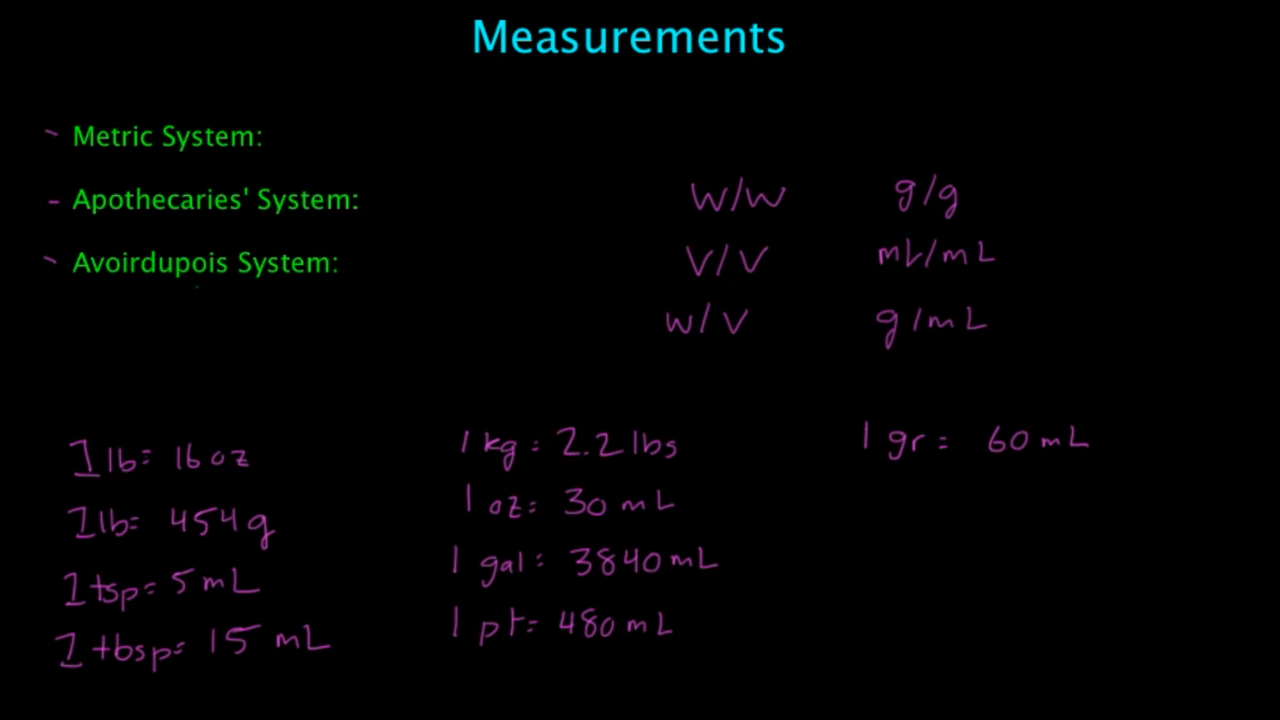 Measurements
- Metric System:
- Apothecaries' System:
- Avoirdupois System:
W/W g/g
V/V mL/mL
W/V g/mL
1 lb = 16 oz
1 lb = 454 g
1 tsp = 5 mL
1 tbsp = 15 mL
1 kg = 2.2 lbs
1 oz = 30 mL
1 gal = 3840 mL
1 pt = 480 mL
1 gr = 60 mL